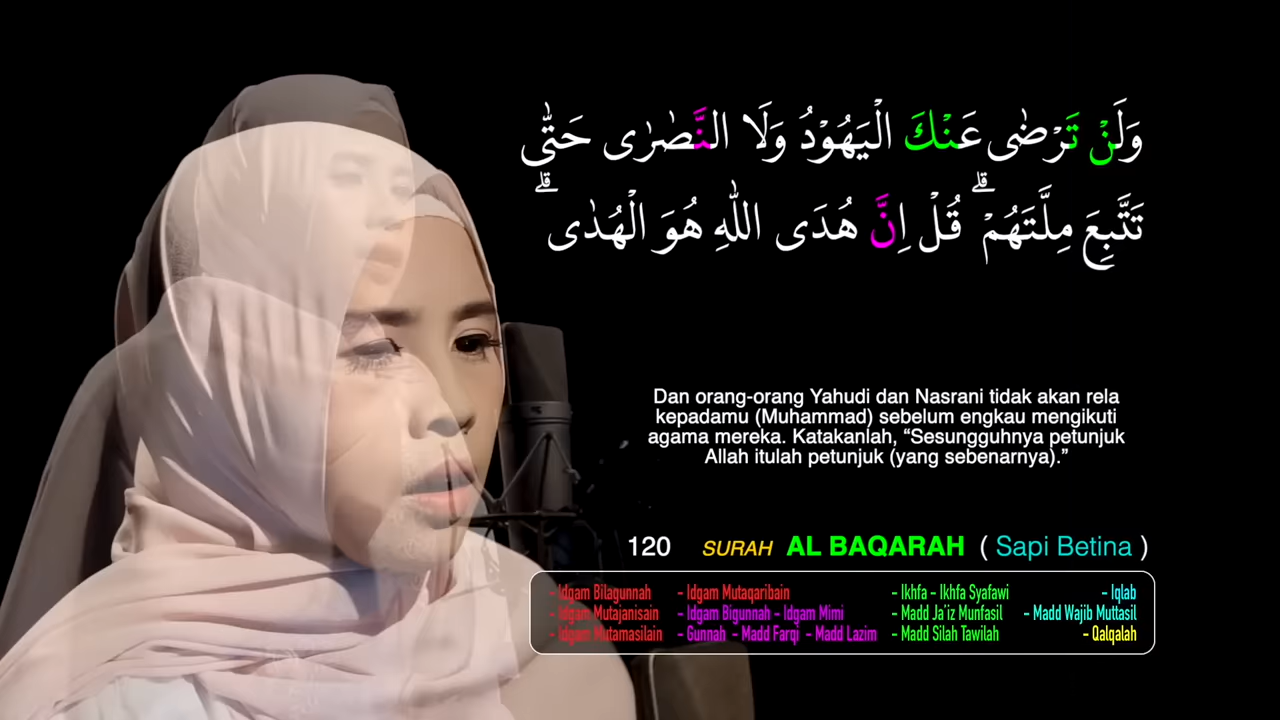 وَلَنْ تَرْضٰى عَنْكَ الْيَهُوْدُ وَلَا النَّصٰرٰى حَتّٰى
تَتَّبِعَ مِلَّتَهُمْ ۗ قُلْ اِنَّ هُدَى اللّٰهِ هُوَ الْهُدٰى ۗ
Dan orang-orang Yahudi dan Nasrani tidak akan rela
kepadamu (Muhammad) sebelum engkau mengikuti
agama mereka. Katakanlah, “Sesungguhnya petunjuk
Allah itulah petunjuk (yang sebenarnya).”
120 SURAH AL BAQARAH ( Sapi Betina )
- Idgam Bilagunnah - Idgam Mutaqaribain - Ikhfa - Ikhfa Syafawi - Iqlab
- Idgam Mutajanisain - Idgam Bigunnah - Idgam Mimi - Madd Ja'iz Munfasil - Madd Wajib Muttasil
- Idgam Mutamasilain - Gunnah - Madd Farqi - Madd Lazim - Madd Silah Tawilah - Qalqalah